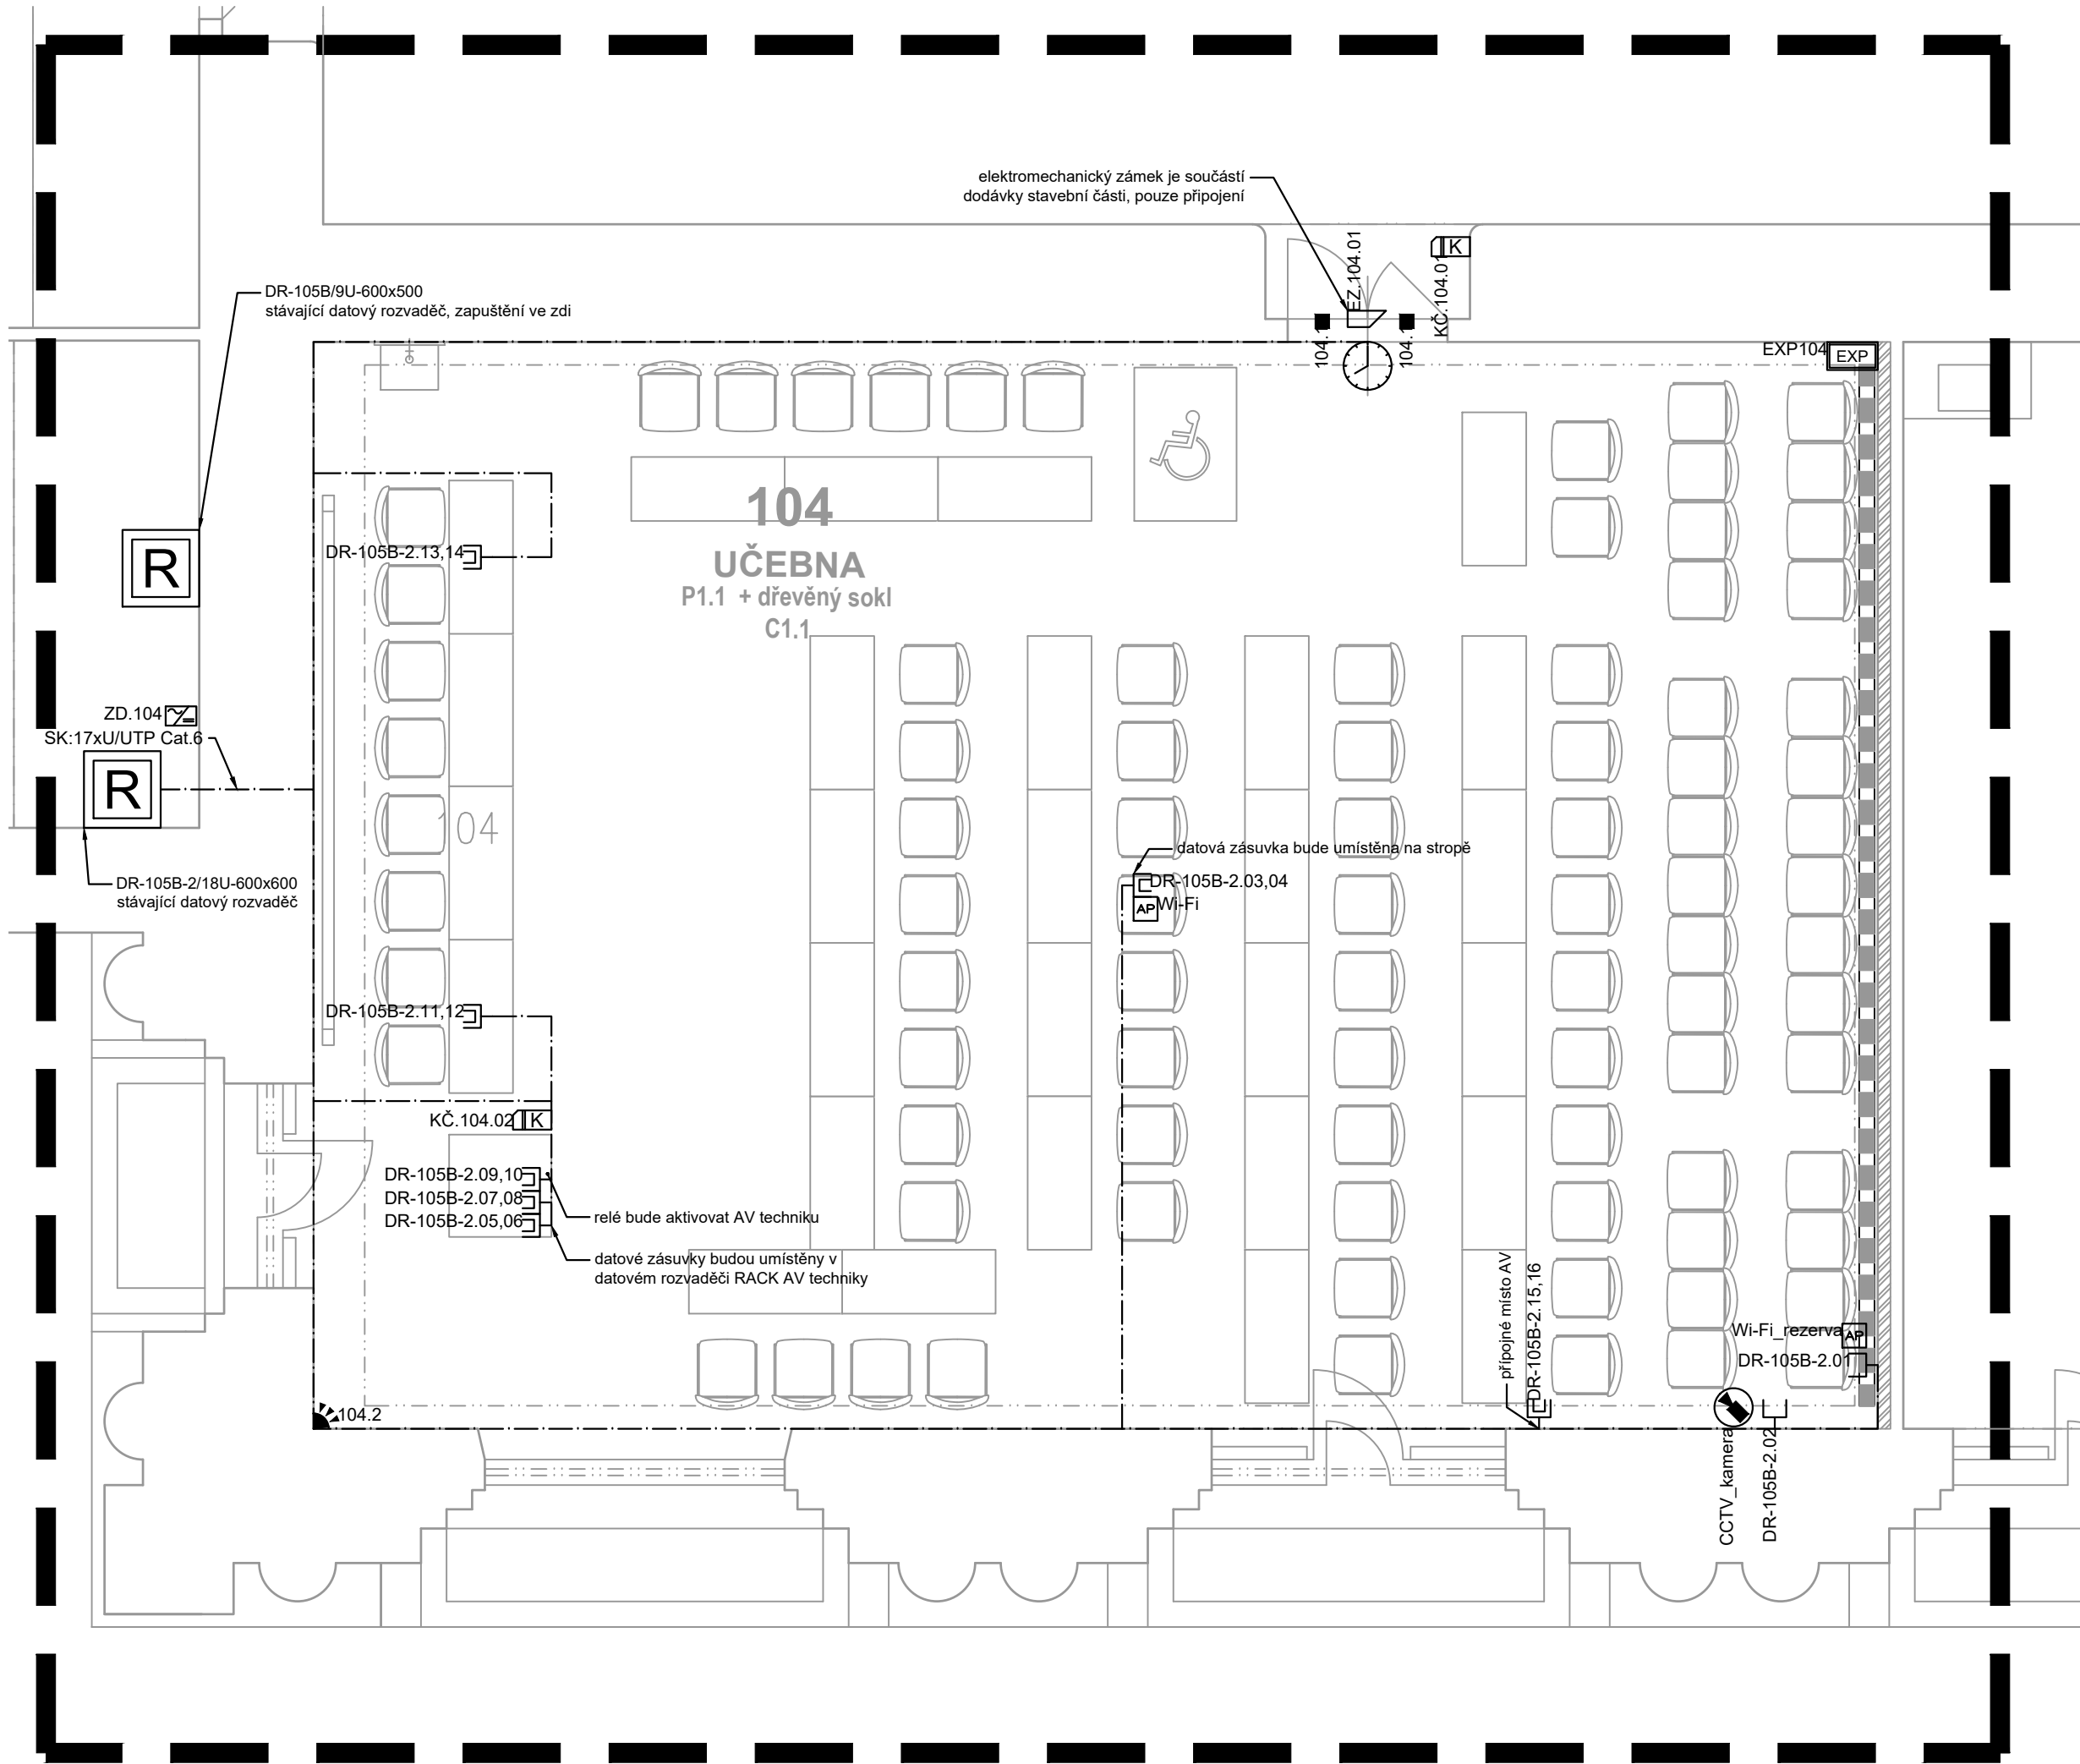 elektromechanický zámek je součástí
dodávky stavební části, pouze připojení
EZ.104.01
K
KČ.104.01
DR-105B/9U-600x500
stávající datový rozvaděč, zapuštění ve zdi
104.1
104.1
EXP104
EXP
104
UČEBNA
P1.1 + dřevěný sokl
C1.1
DR-105B-2.13,14
R
ZD.104
SK:17xU/UTP Cat.6
R
104
DR-105B-2/18U-600x600
stávající datový rozvaděč
datová zásuvka bude umístěna na stropě
DR-105B-2.03,04
AP
Wi-Fi
DR-105B-2.11,12
KČ.104.02
K
DR-105B-2.09,10
DR-105B-2.07,08
DR-105B-2.05,06
relé bude aktivovat AV techniku
datové zásuvky budou umístěny v
datovém rozvaděči RACK AV techniky
přípojné místo AV
DR-105B-2.15,16
Wi-Fi_rezerva
AP
DR-105B-2.01
104.2
CCTV_kamera
DR-105B-2.02